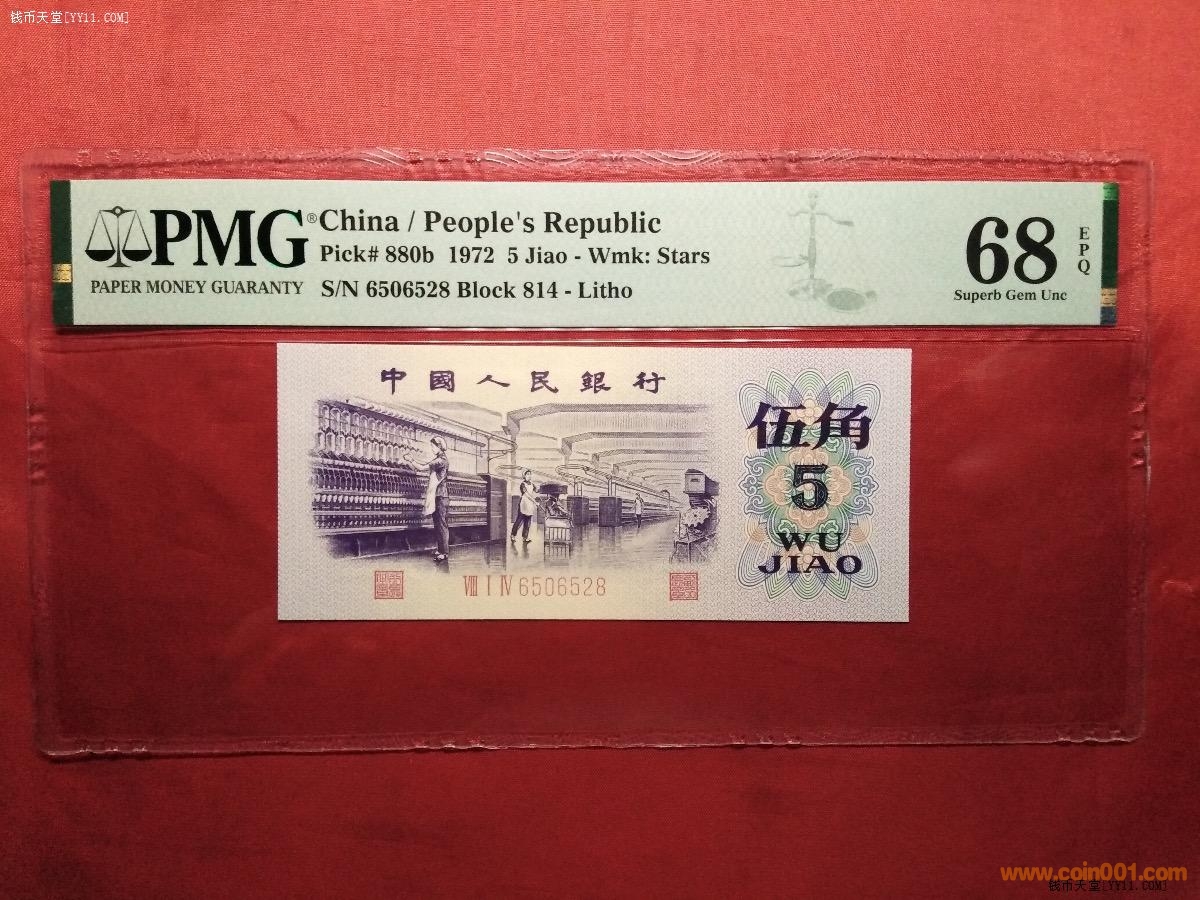 钱币天堂[YY11.COM]
PMG®
PAPER MONEY GUARANTY
China / People's Republic
Pick# 880b 1972 5 Jiao - Wmk: Stars
S/N 6506528 Block 814 - Litho
68
EPQ
Superb Gem Unc
中國人民銀行
伍角
5
WU
JIAO
VIII I IV 6506528
www.coin001.com
钱币天堂[YY11.COM]